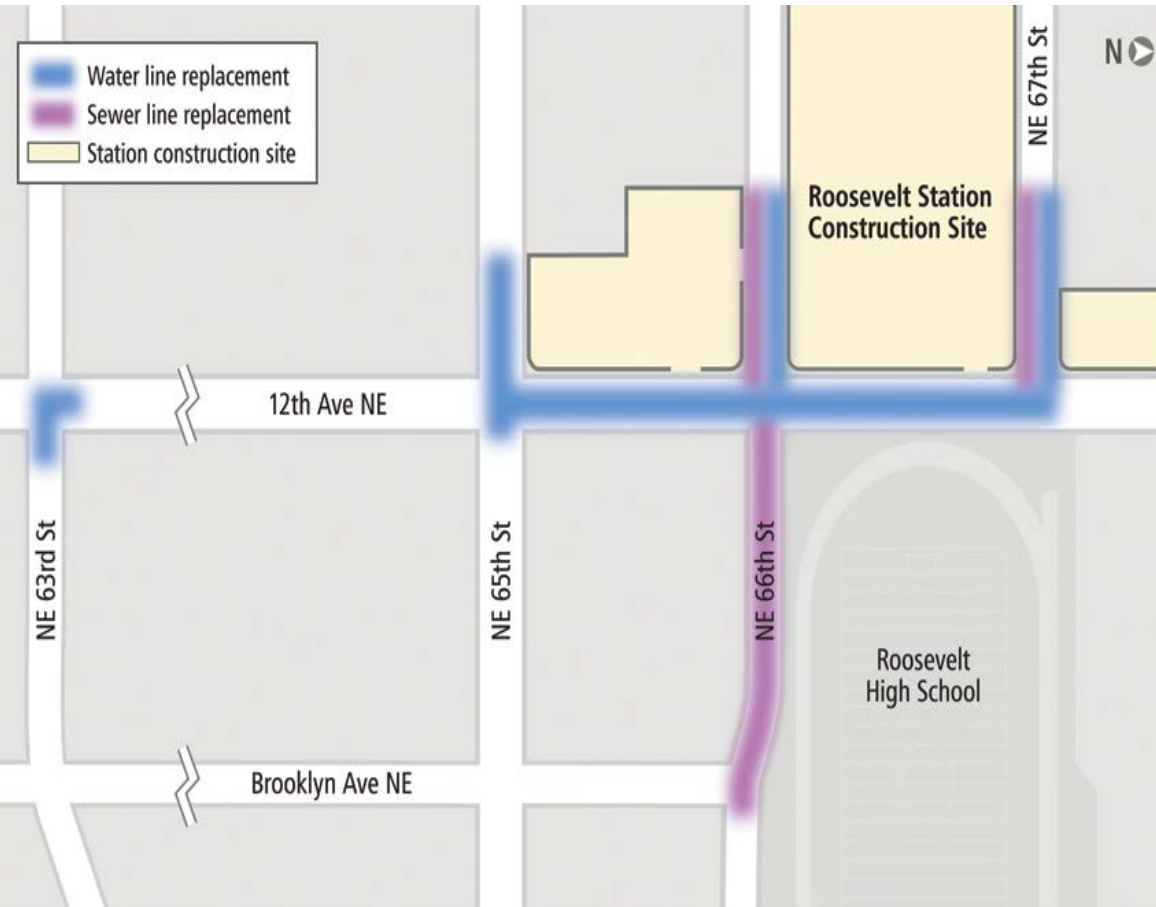 Water line replacement
Sewer line replacement
Station construction site
N
NE 67th St
Roosevelt Station
Construction Site
12th Ave NE
NE 63rd St
NE 65th St
NE 66th St
Roosevelt
High School
Brooklyn Ave NE